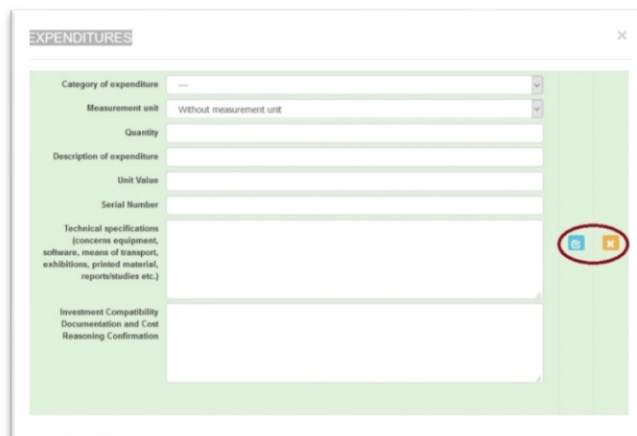 EXPENDITURES ×
Category of expenditure ---
Measurement unit Without measurement unit
Quantity
Description of expenditure
Unit Value
Serial Number
Technical specifications
(concerns equipment,
software, means of transport,
exhibitions, printed material,
reports/studies etc.)
Investment Compatibility
Documentation and Cost
Reasoning Confirmation